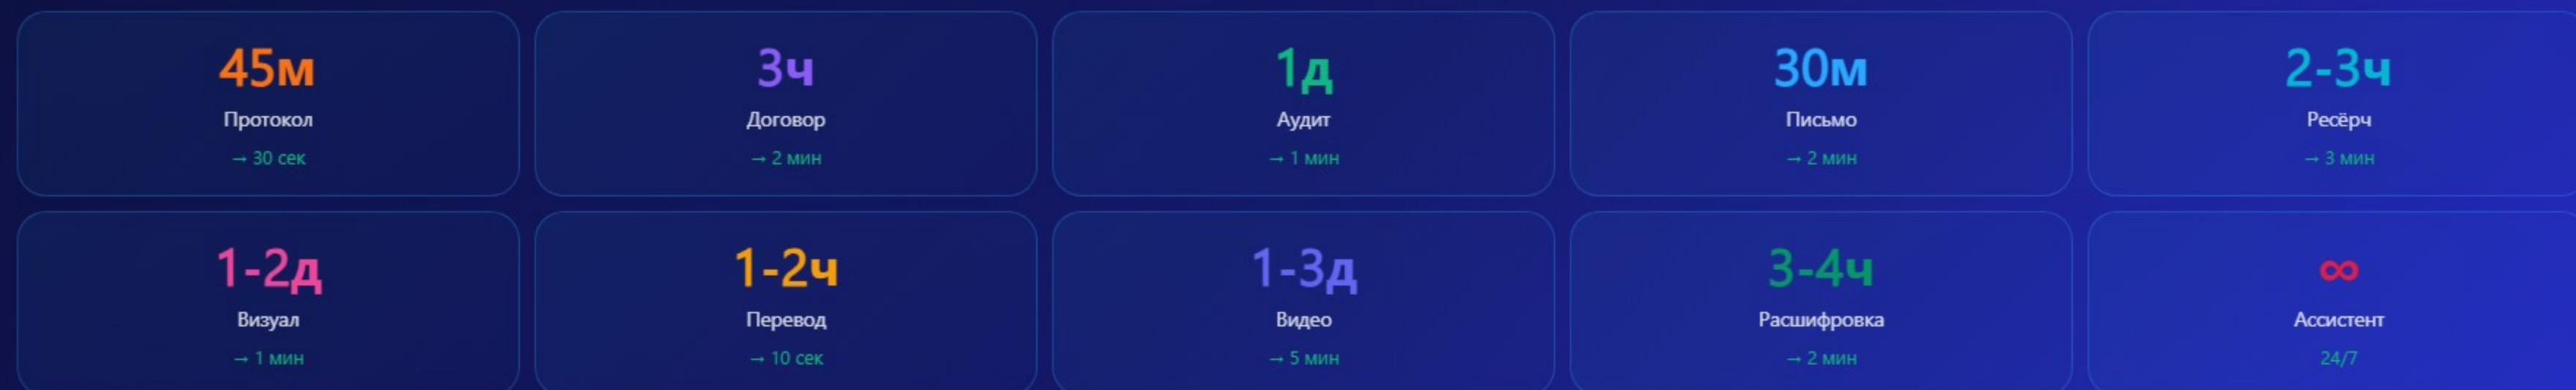 45м
Протокол
→ 30 сек
3ч
Договор
→ 2 мин
1д
Аудит
→ 1 мин
30м
Письмо
→ 2 мин
2-3ч
Ресёрч
→ 3 мин
1-2д
Визуал
→ 1 мин
1-2ч
Перевод
→ 10 сек
1-3д
Видео
→ 5 мин
3-4ч
Расшифровка
→ 2 мин
∞
Ассистент
24/7